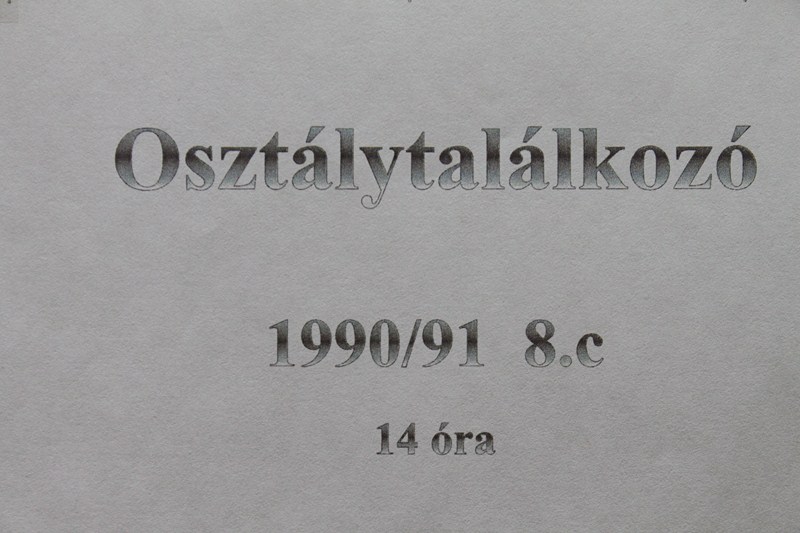 Osztálytalálkozó
1990/91 8.c
14 óra